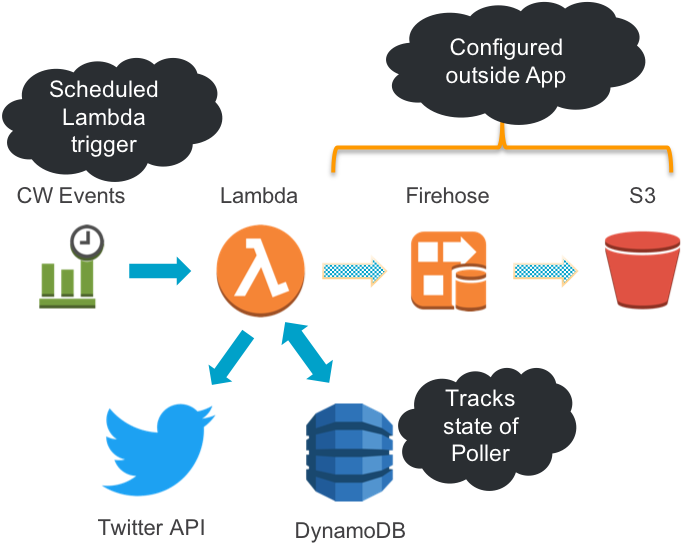 Configured
outside App
Scheduled
Lambda
trigger
CW Events
Lambda
Firehose
S3
Tracks
state of
Poller
Twitter API
DynamoDB